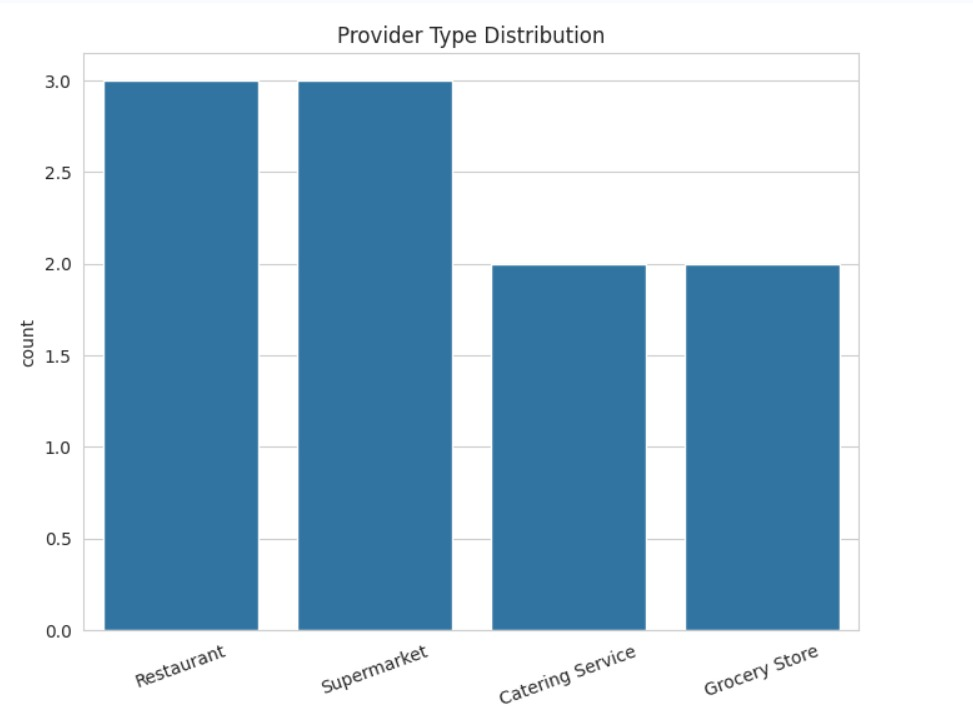 Provider Type Distribution
3.0
2.5
2.0
1.5
1.0
0.5
0.0
count
Restaurant
Supermarket
Catering Service
Grocery Store